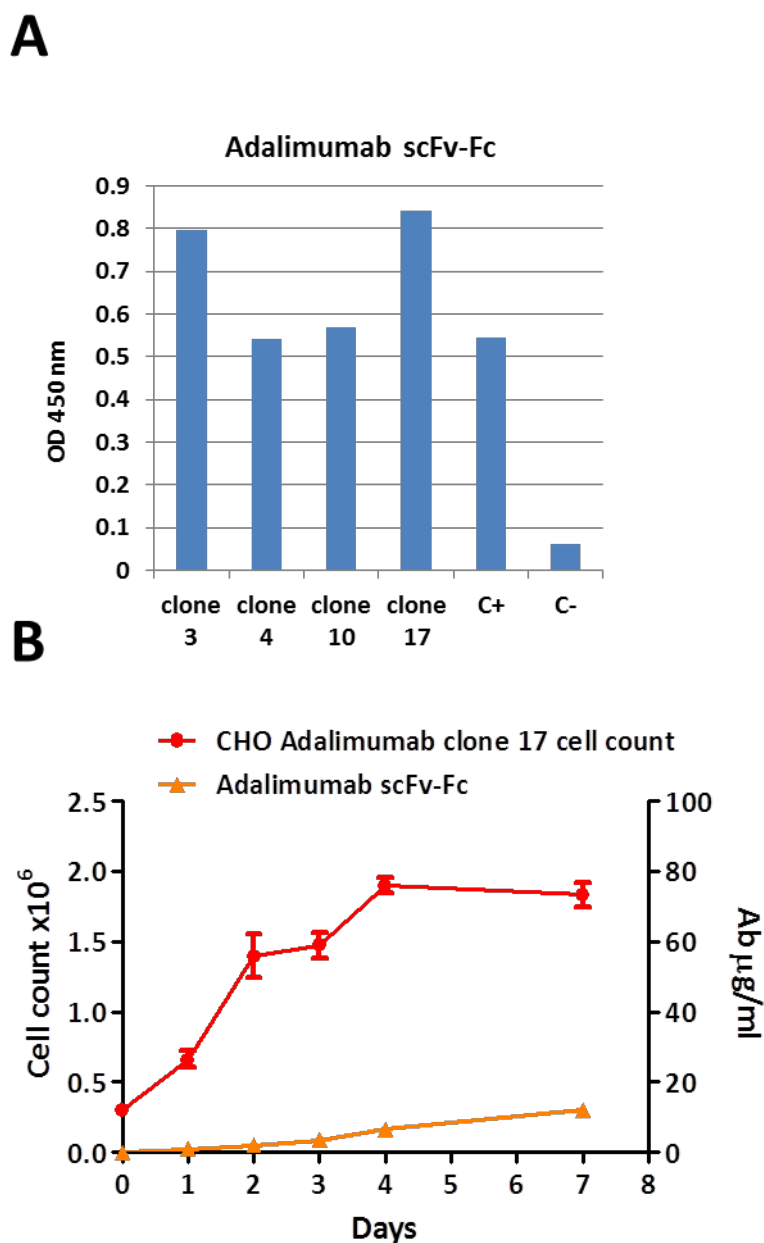 A
Adalimumab scFv-Fc
0.9
0.8
0.7
0.6
0.5
0.4
0.3
0.2
0.1
0
OD 450 nm
clone 3
clone 4
clone 10
clone 17
C+
C-
B
CHO Adalimumab clone 17 cell count
Adalimumab scFv-Fc
2.5
2.0
1.5
1.0
0.5
0.0
Cell count x10⁶
100
80
60
40
20
0
Ab µg/ml
0 1 2 3 4 5 6 7 8
Days